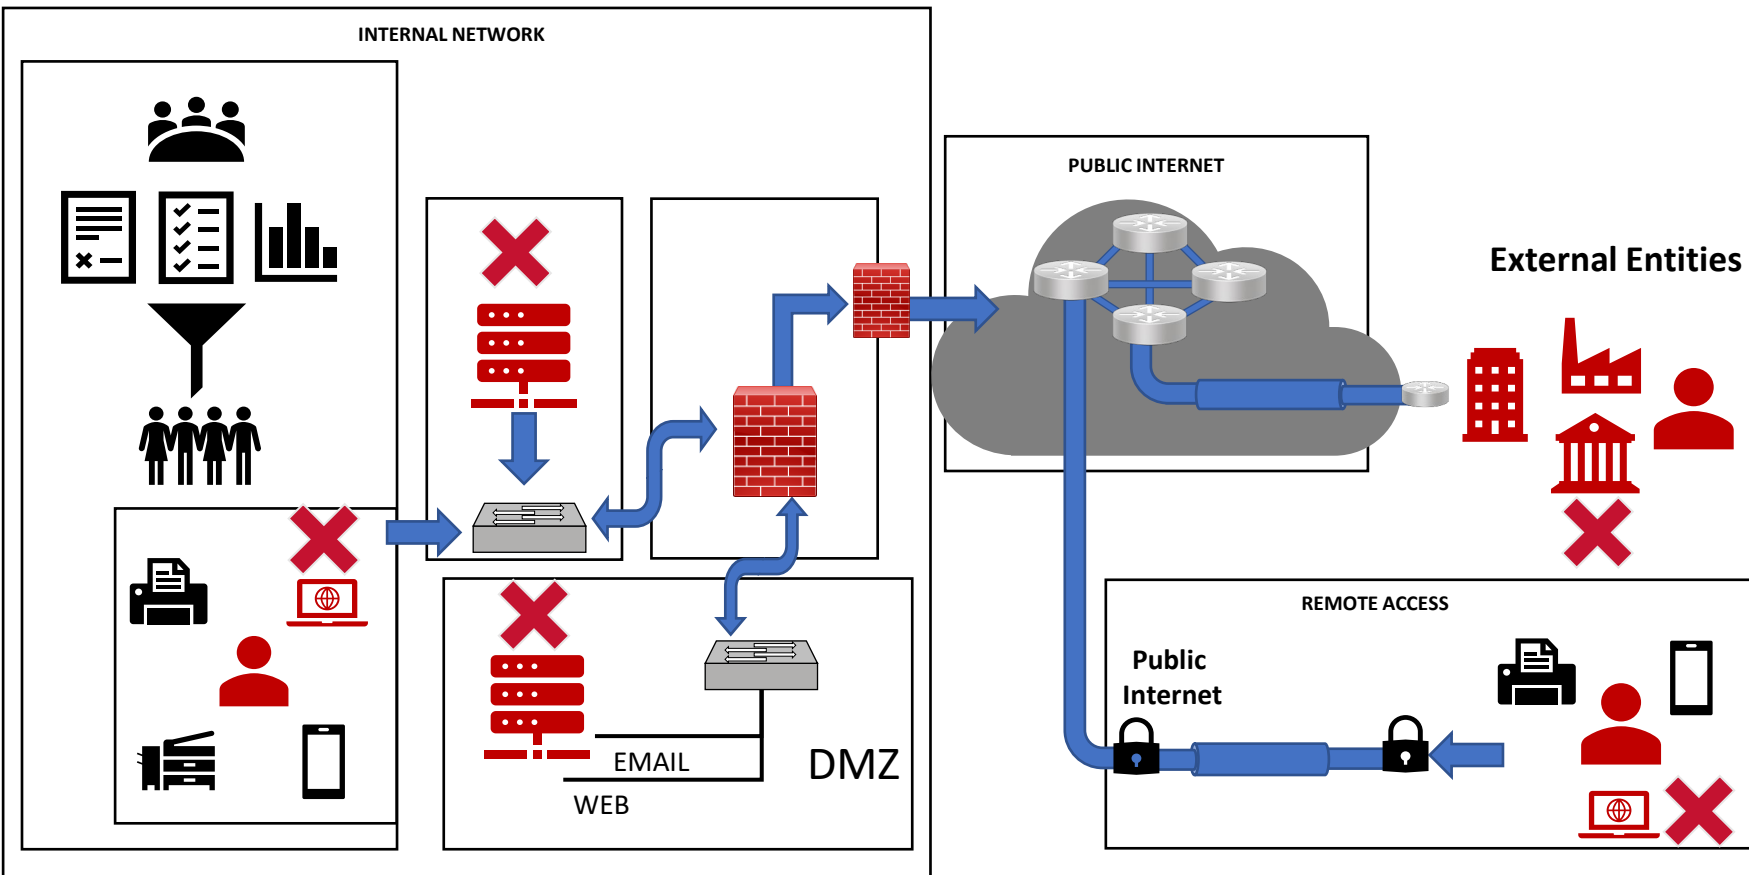 INTERNAL NETWORK
PUBLIC INTERNET
External Entities
REMOTE ACCESS
Public
Internet
EMAIL
DMZ
WEB